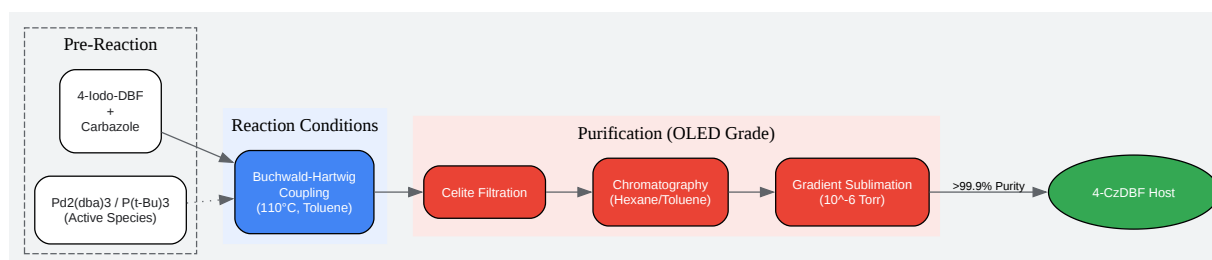 Pre-Reaction
4-Iodo-DBF
+
Carbazole
Pd2(dba)3 / P(t-Bu)3
(Active Species)
Reaction Conditions
Buchwald-Hartwig
Coupling
(110°C, Toluene)
Purification (OLED Grade)
Celite Filtration
Chromatography
(Hexane/Toluene)
Gradient Sublimation
(10^-6 Torr)
>99.9% Purity
4-CzDBF Host